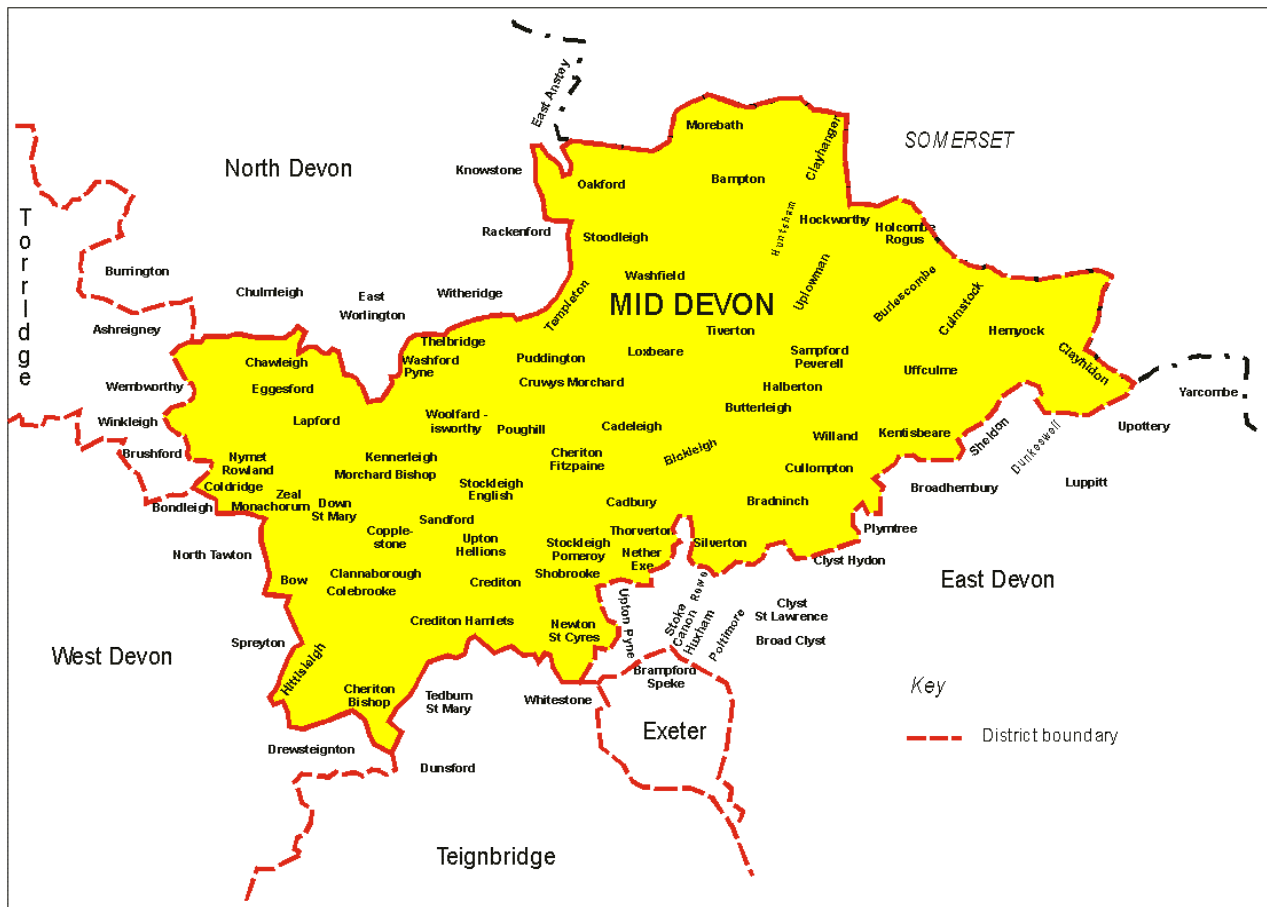 East Anstey
Morebath
Clayhanger
SOMERSET
North Devon
Knowstone
Oakford
Bampton
Torrldge
Huntsham
Hockworthy
Holcombe
Rogus
Rackenford
Stoodleigh
Burrington
Washfield
Chulmleigh
East
Worlington
Witheridge
Templeton
MID DEVON
Uplowman
Burlescombe
Culmstock
Ashreigney
Thelbridge
Tiverton
Hemyock
Chawleigh
Washford
Pyne
Puddington
Loxbeare
Sampford
Peverell
Clayhidon
Wembworthy
Eggesford
Cruwys Morchard
Halberton
Uffculme
Yarcombe
Winkleigh
Lapford
Woolfard -
isworthy
Poughill
Cadeleigh
Butterleigh
Willand
Kentisbeare
Sheldon
Dunkeswell
Upottery
Brushford
Nymet
Rowland
Kennerleigh
Cheriton
Fitzpaine
Bickleigh
Cullompton
Morchard Bishop
Coldridge
Zeal
Monachorum
Down
St Mary
Stockleigh
English
Cadbury
Bradninch
Broadhembury
Luppitt
Bondleigh
Copple-
stone
Sandford
Upton
Hellions
Stockleigh
Pomeroy
Thorverton
Nether
Exe
Silverton
Plymtree
North Tawton
Clyst Hydon
Bow
Clannaborough
Colebrooke
Crediton
Shobrooke
East Devon
Upton Pyne
Stoke
Canon
Rewe
Huxham
Poltimore
Clyst
St Lawrence
Crediton Hamlets
Newton
St Cyres
Broad Clyst
Spreyton
West Devon
Hittisleigh
Cheriton
Bishop
Tedburn
St Mary
Whitestone
Brampford
Speke
Key
Exeter
District boundary
Drewsteignton
Dunsford
Teignbridge